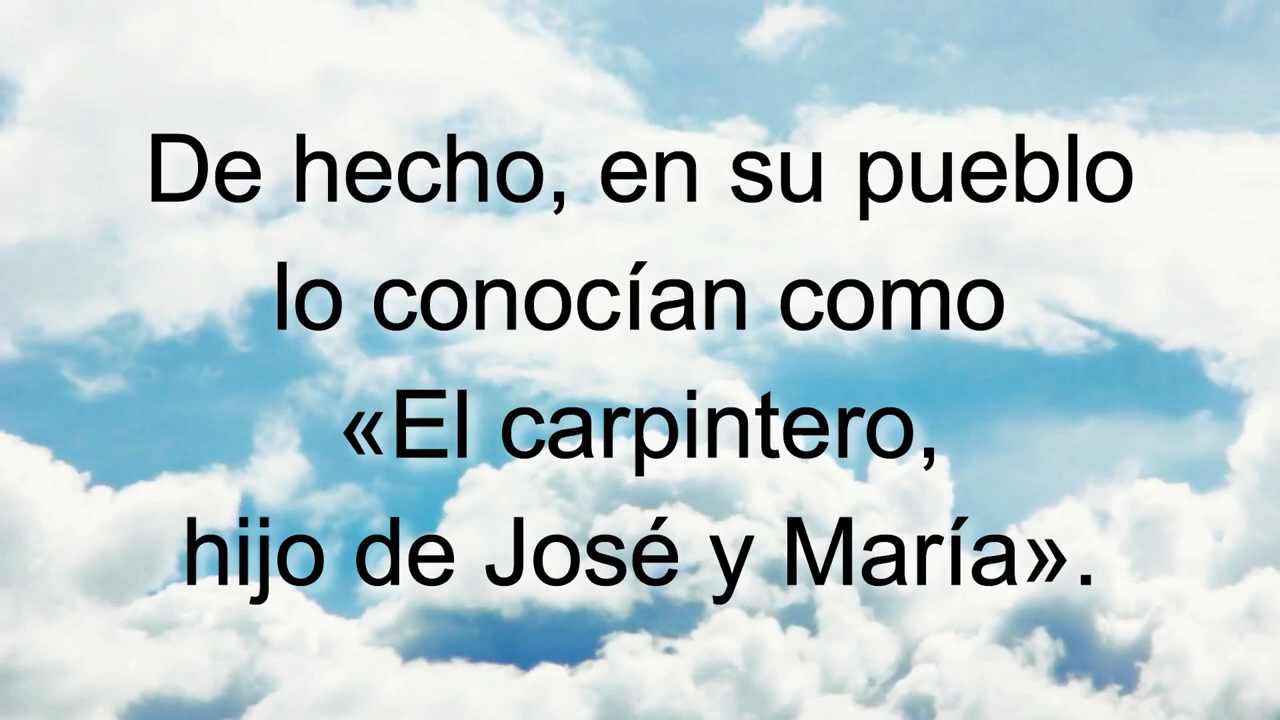 De hecho, en su pueblo
lo conocían como
«El carpintero,
hijo de José y María».